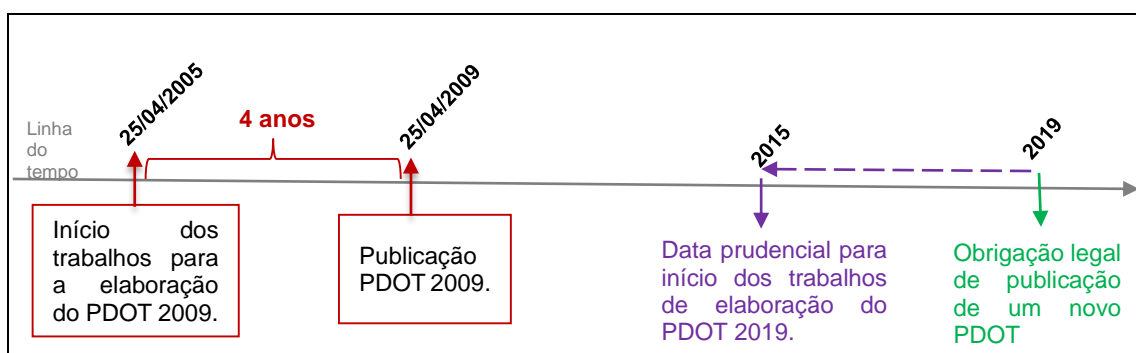 25/04/2005
4 anos
25/04/2009
2015
2019
Linha
do
tempo
Início dos
trabalhos para
a elaboração
do PDOT 2009.
Publicação
PDOT 2009.
Data prudencial para
início dos trabalhos
de elaboração do
PDOT 2019.
Obrigação legal
de publicação
de um novo
PDOT